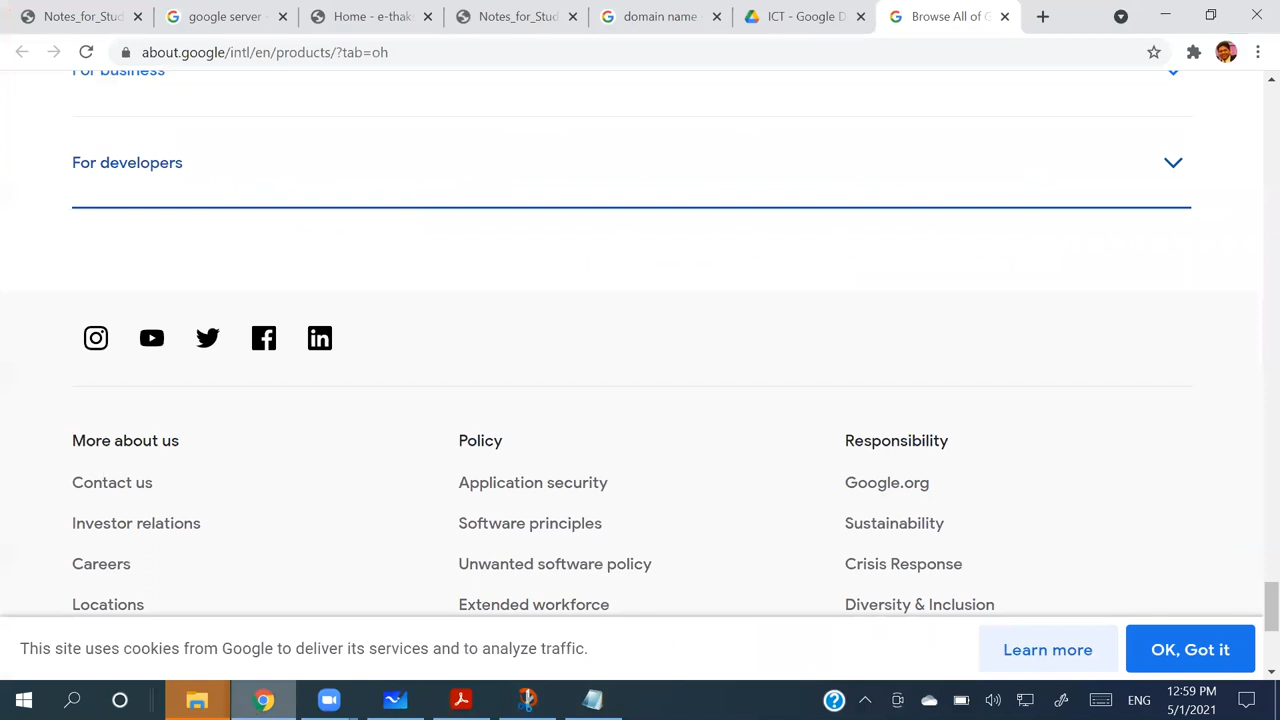 Notes_for_Stud
google server
Home - e-thak
Notes_for_Stud
domain name
ICT - Google D
Browse All of G
about.google/intl/en/products/?tab=oh
For business
For developers
More about us
Policy
Responsibility
Contact us
Application security
Google.org
Investor relations
Software principles
Sustainability
Careers
Unwanted software policy
Crisis Response
Locations
Extended workforce
Diversity & Inclusion
This site uses cookies from Google to deliver its services and to analyze traffic.
Learn more
OK, Got it
ENG
12:59 PM
5/1/2021